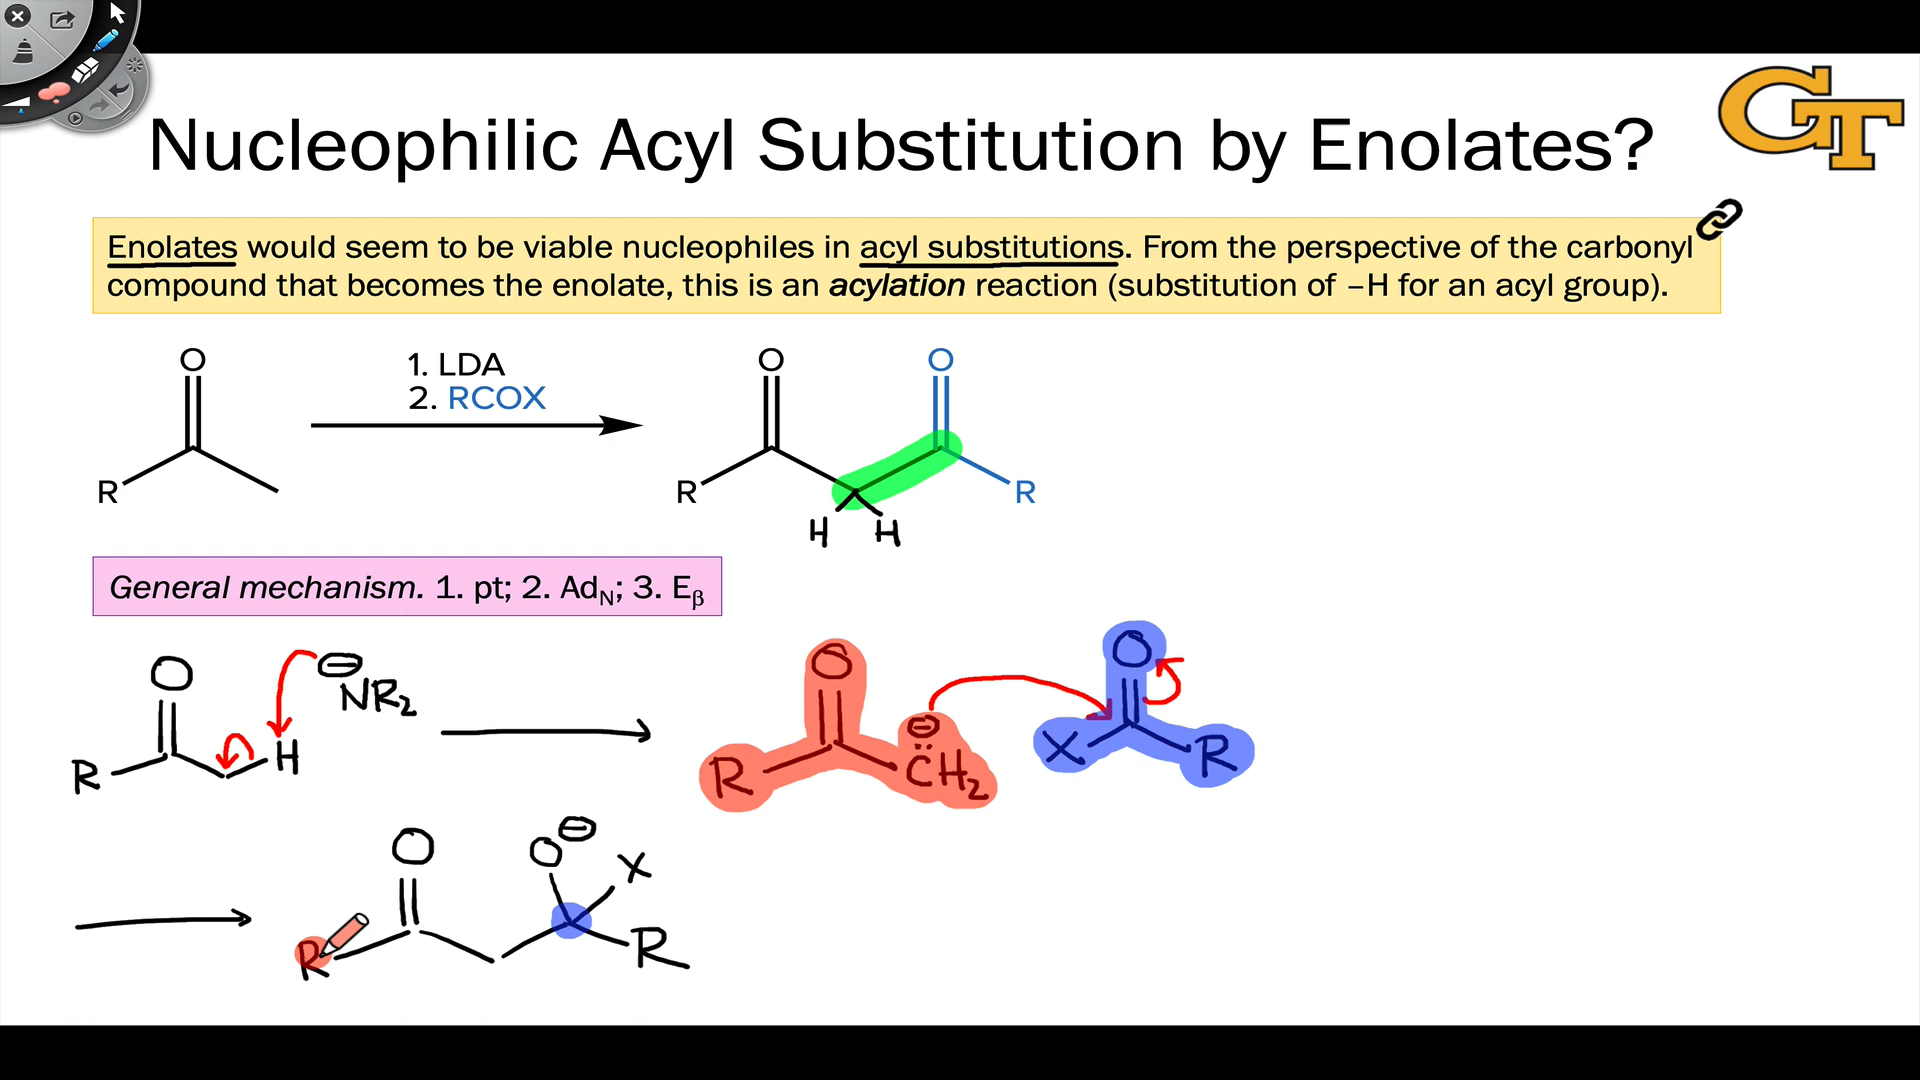 GT
Nucleophilic Acyl Substitution by Enolates?
Enolates would seem to be viable nucleophiles in acyl substitutions. From the perspective of the carbonyl
compound that becomes the enolate, this is an acylation reaction (substitution of –H for an acyl group).
O
R
1. LDA
2. RCOX
O O
R R
H H
General mechanism. 1. pt; 2. AdN; 3. Eβ
O ⊖
NR2
R H
O ⊖
R C̈H2
O
X R
O O ⊖
X
R R